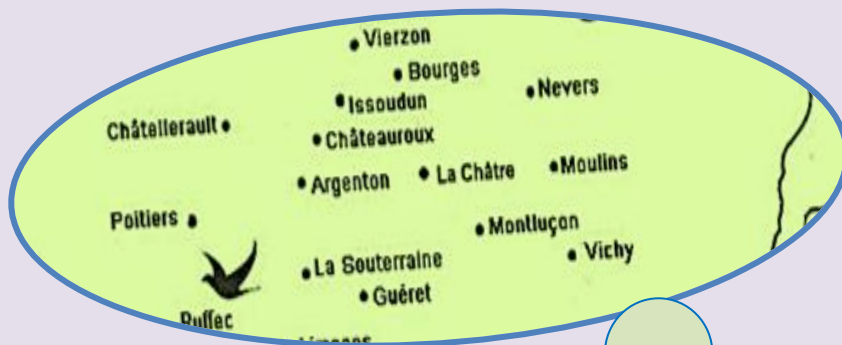 Vierzon
Bourges
Nevers
Issoudun
Châtellerault
Châteauroux
Argenton
La Châtre
Moulins
Poitiers
Montluçon
Vichy
La Souterraine
Guéret
Ruffec